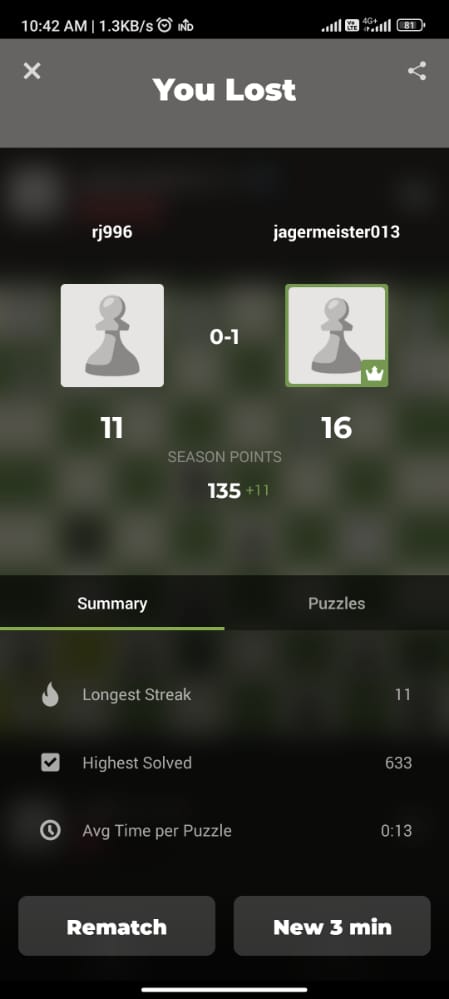 10:42 AM | 1.3KB/s IND Vo LTE 4G+ 81
You Lost
rj996 jagermeister013
0-1
11 16
SEASON POINTS
135 +11
Summary Puzzles
Longest Streak 11
Highest Solved 633
Avg Time per Puzzle 0:13
Rematch New 3 min